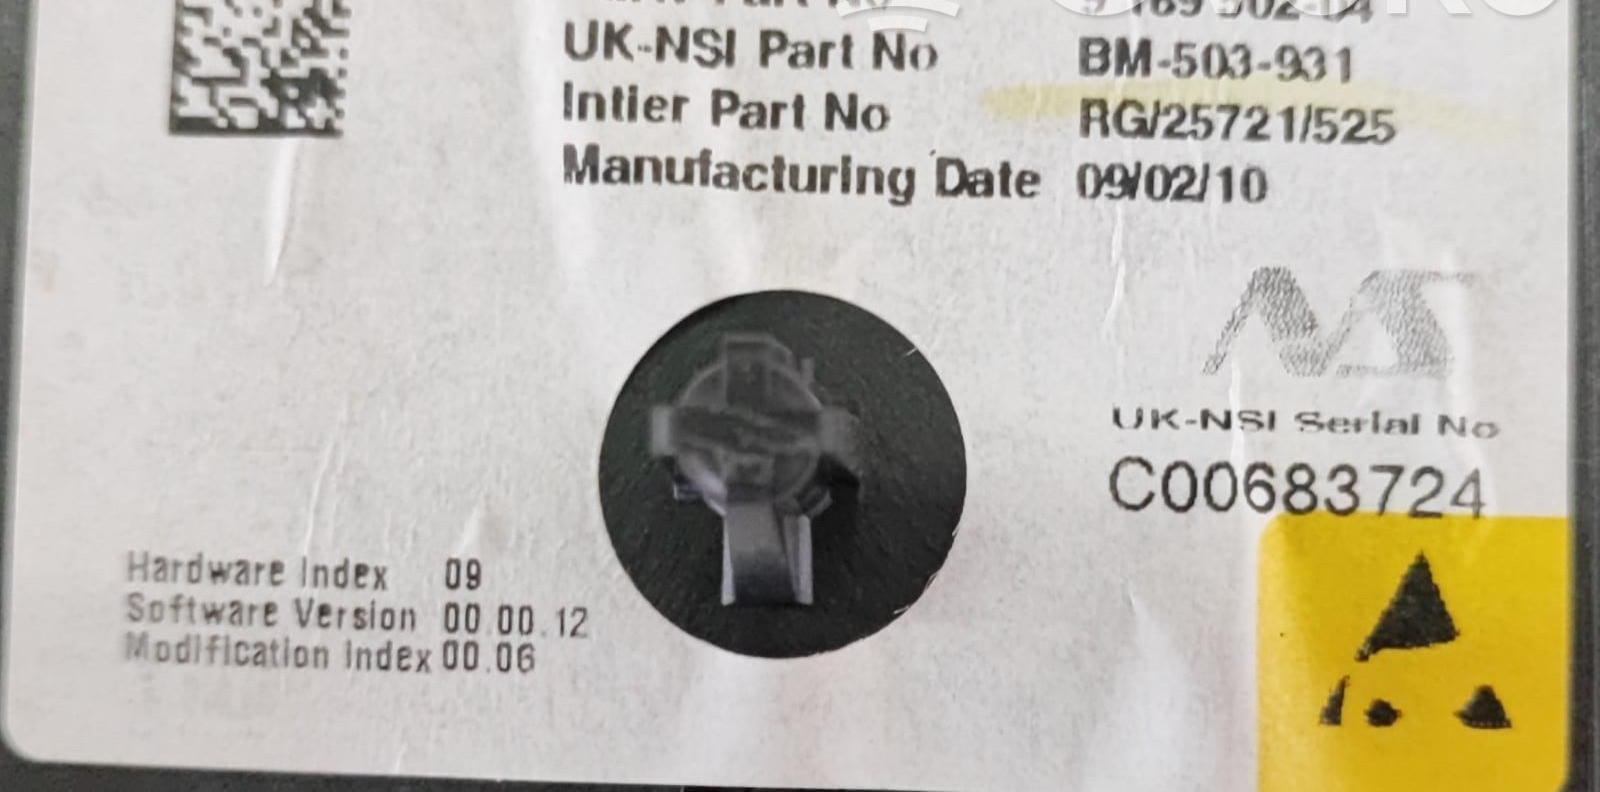 UK-NSI Part No BM-503-931
Intier Part No RG/25721/525
Manufacturing Date 09/02/10
UK-NSI Serial No
C00683724
Hardware Index 09
Software Version 00.00.12
Modification Index 00.06